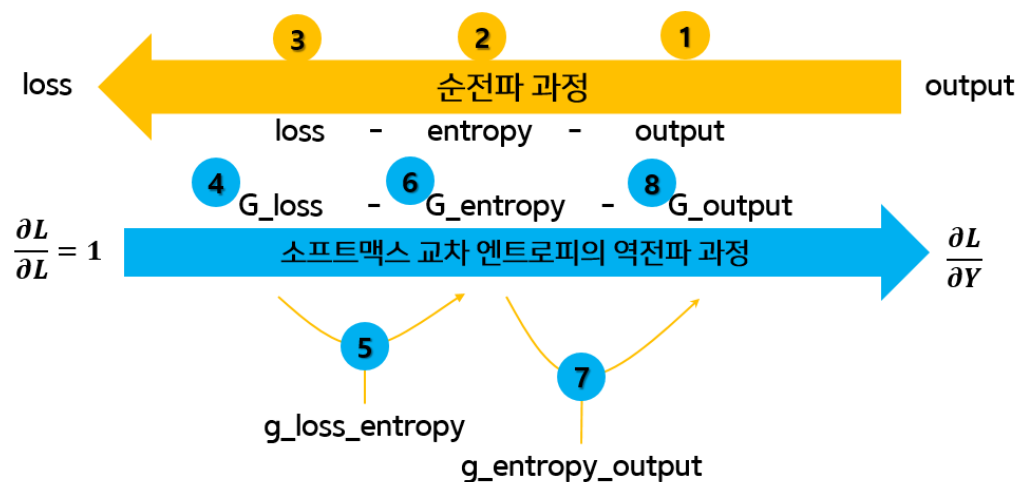 3 2 1
loss 순전파 과정 output
loss - entropy - output
4 6 8
G_loss - G_entropy - G_output
∂L/∂L = 1 소프트맥스 교차 엔트로피의 역전파 과정 ∂L/∂Y
5
7
g_loss_entropy
g_entropy_output